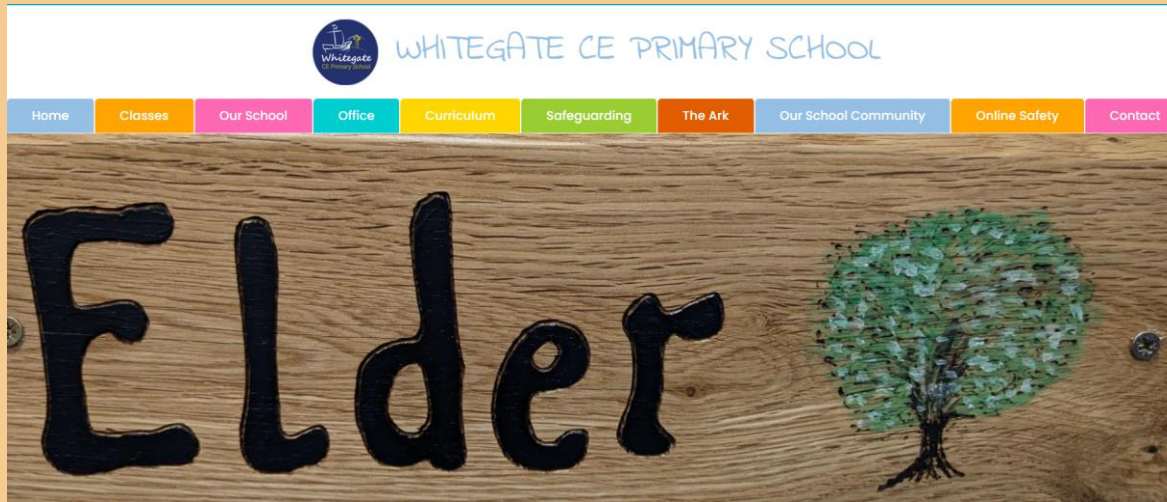 Whitegate
CE Primary School
WHITEGATE CE PRIMARY SCHOOL
Home Classes Our School Office Curriculum Safeguarding The Ark Our School Community Online Safety Contact
Elder